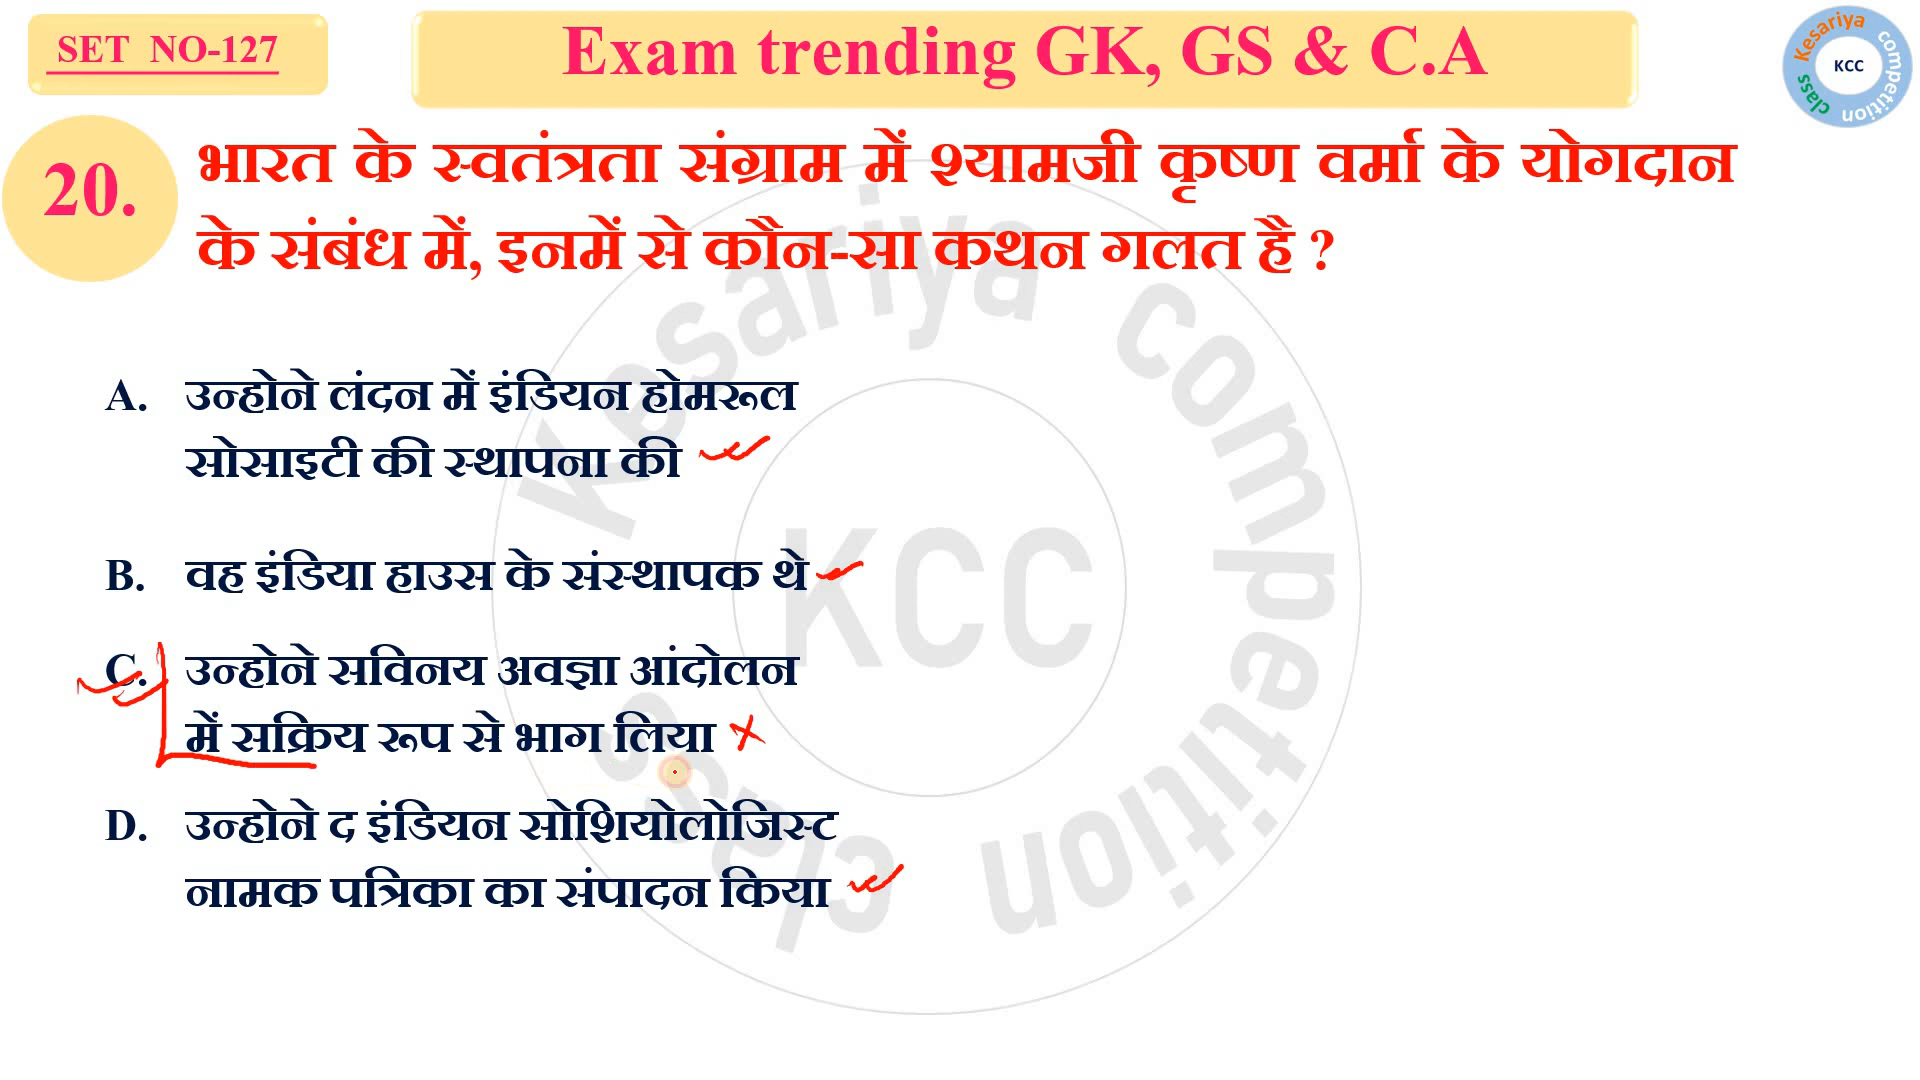 SET NO-127
Exam trending GK, GS & C.A
Kesariya competition class
KCC
20.
भारत के स्वतंत्रता संग्राम में श्यामजी कृष्ण वर्मा के योगदान
के संबंध में, इनमें से कौन-सा कथन गलत है ?
A. उन्होने लंदन में इंडियन होमरूल
सोसाइटी की स्थापना की
B. वह इंडिया हाउस के संस्थापक थे
C. उन्होने सविनय अवज्ञा आंदोलन
में सक्रिय रूप से भाग लिया
D. उन्होने द इंडियन सोशियोलोजिस्ट
नामक पत्रिका का संपादन किया
Kesariya competition class
KCC